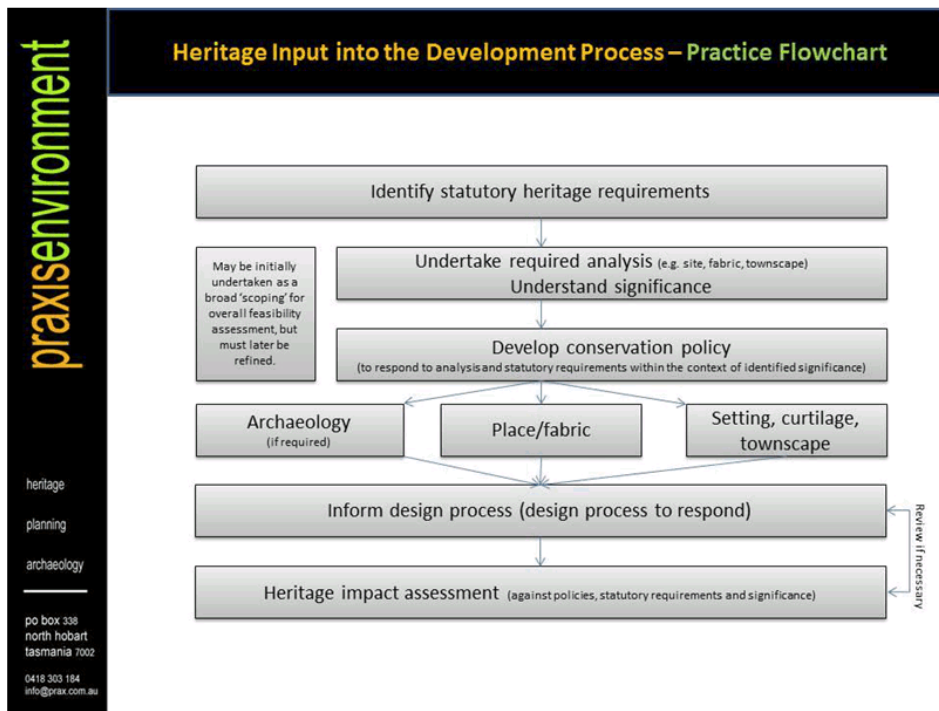 Heritage Input into the Development Process – Practice Flowchart
praxisenvironment
Identify statutory heritage requirements
May be initially
undertaken as a
broad ‘scoping’ for
overall feasibility
assessment, but
must later be
refined.
Undertake required analysis (e.g. site, fabric, townscape)
Understand significance
Develop conservation policy
(to respond to analysis and statutory requirements within the context of identified significance)
Archaeology
(if required)
Place/fabric
Setting, curtilage,
townscape
Inform design process (design process to respond)
Review if necessary
Heritage impact assessment (against policies, statutory requirements and significance)
heritage
planning
archaeology
po box 338
north hobart
tasmania 7002
0418 303 184
info@prax.com.au